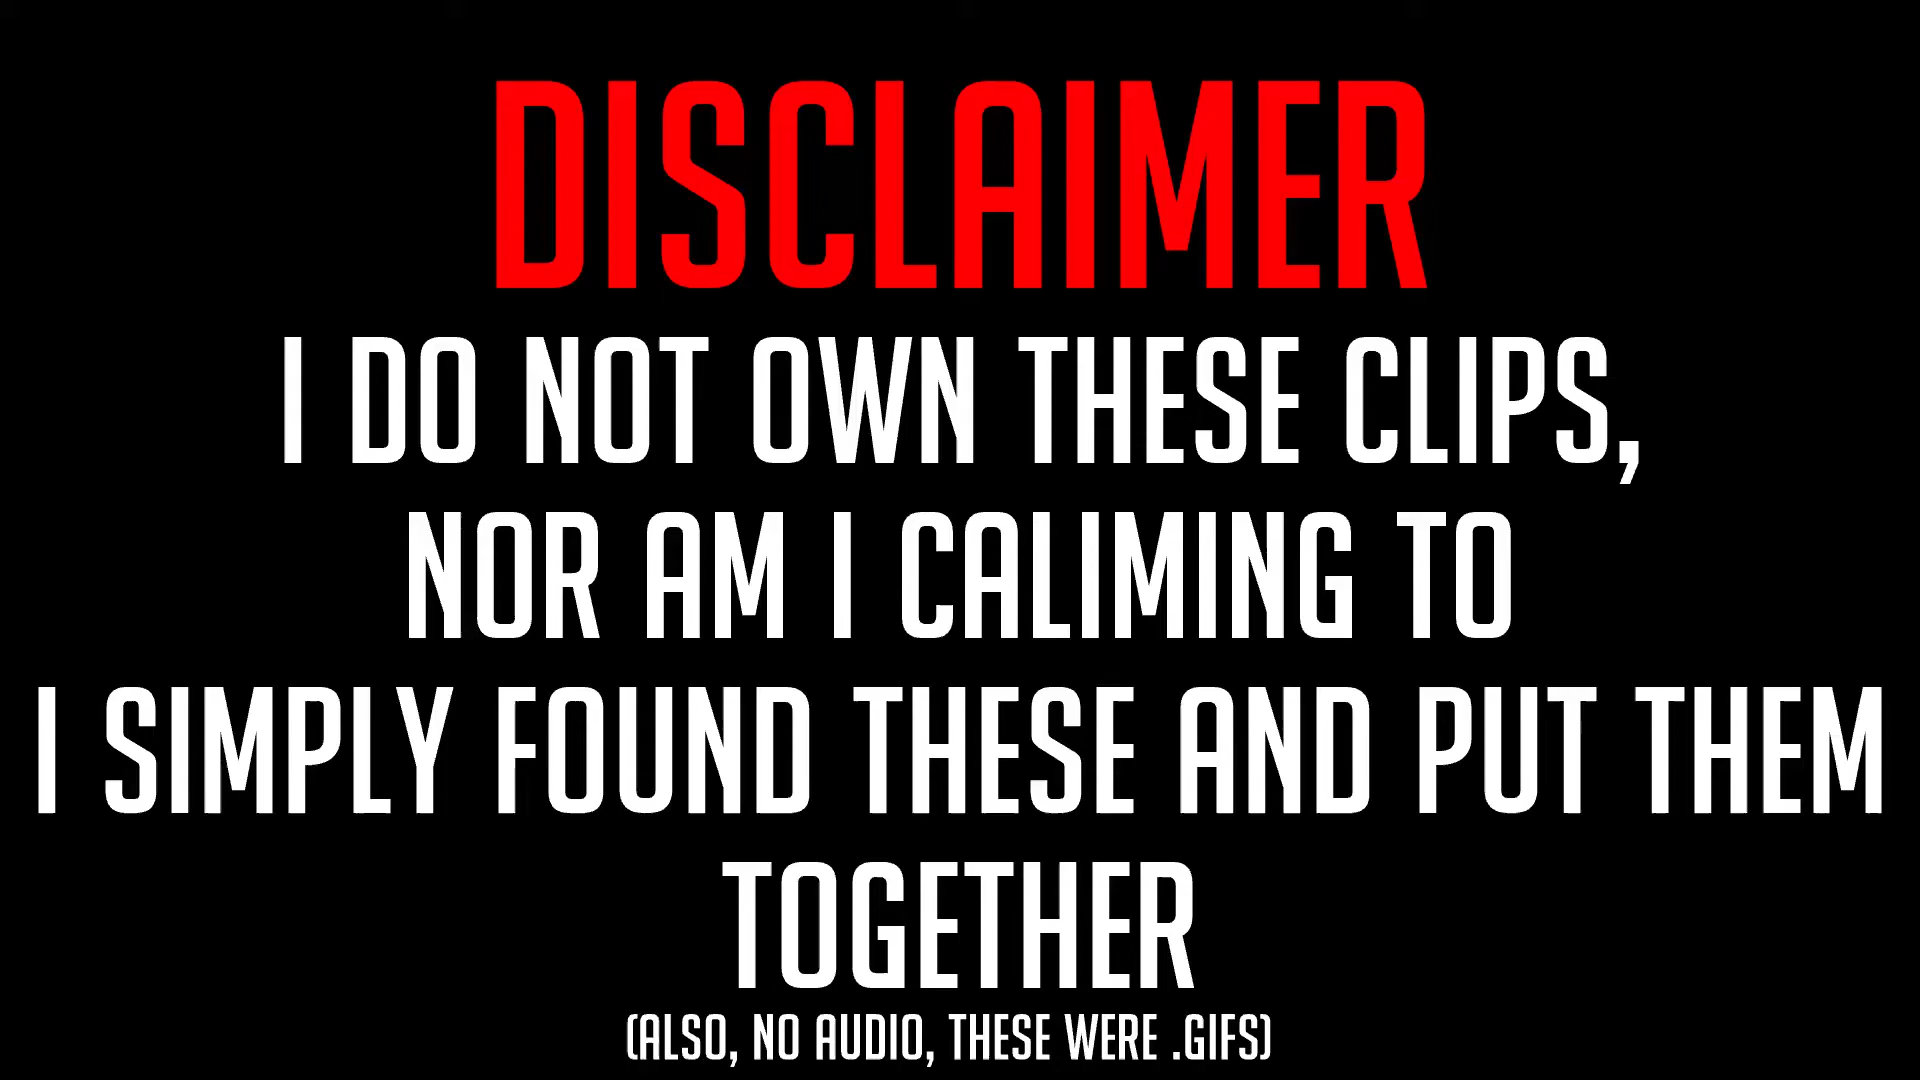 DISCLAIMER
I DO NOT OWN THESE CLIPS,
NOR AM I CALIMING TO
I SIMPLY FOUND THESE AND PUT THEM
TOGETHER
(ALSO, NO AUDIO, THESE WERE .GIFS)